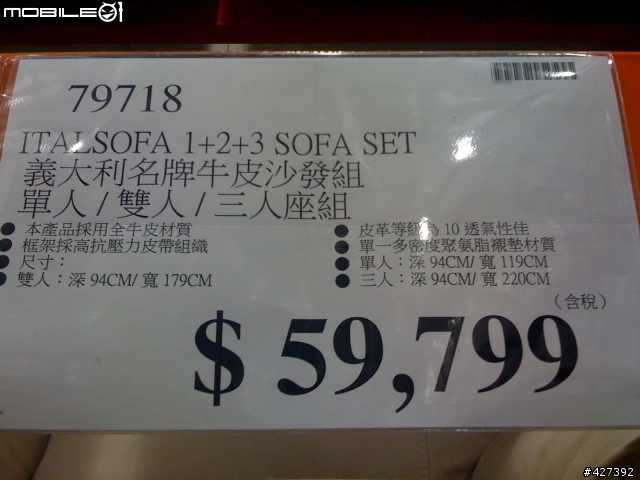 MOBILE01
79718
ITALSOFA 1+2+3 SOFA SET
義大利名牌牛皮沙發組
單人/雙人/三人座組
● 本產品採用全牛皮材質
● 框架採高抗壓力皮帶組織
● 尺寸：
● 雙人：深 94CM/ 寬 179CM
● 皮革等級為 10 透氣性佳
● 單一多密度聚氨脂襯墊材質
● 單人：深 94CM/ 寬 119CM
● 三人：深 94CM/ 寬 220CM
（含稅）
$ 59,799
#427392